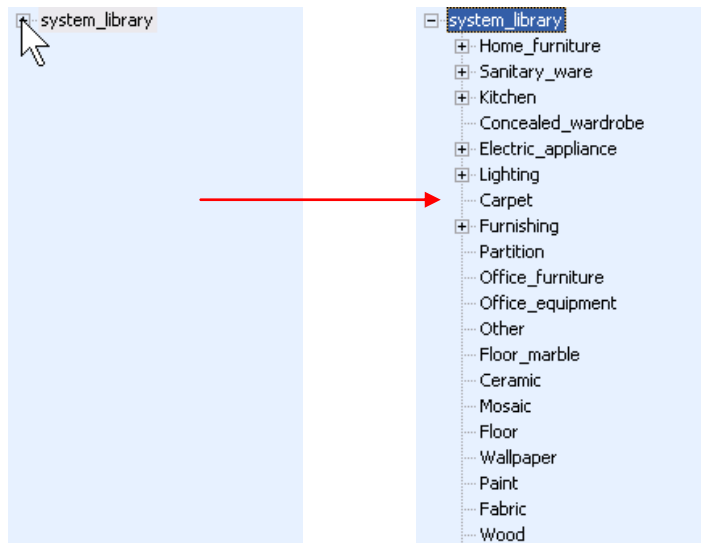 system_library
system_library
Home_furniture
Sanitary_ware
Kitchen
Concealed_wardrobe
Electric_appliance
Lighting
Carpet
Furnishing
Partition
Office_furniture
Office_equipment
Other
Floor_marble
Ceramic
Mosaic
Floor
Wallpaper
Paint
Fabric
Wood